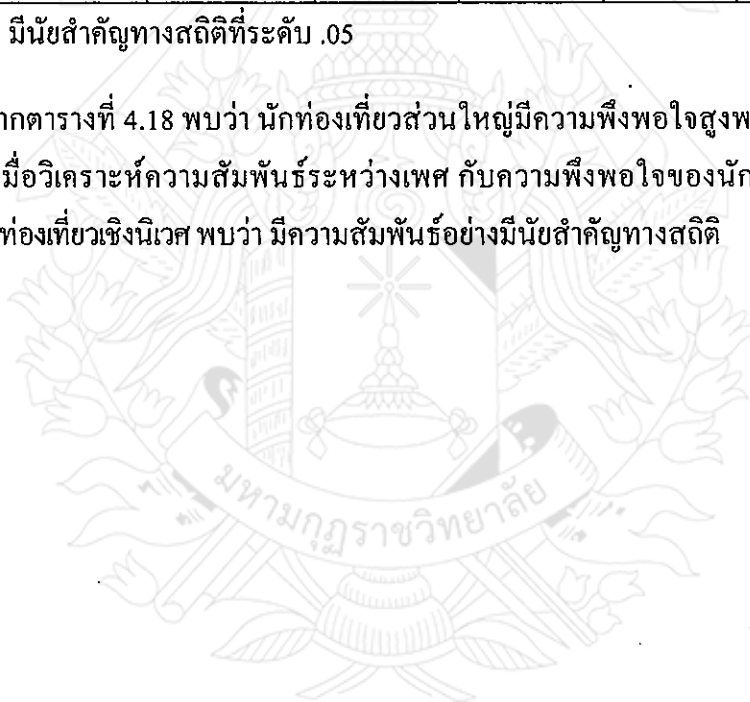 มีนัยสำคัญทางสถิติที่ระดับ .05
ากตารางที่ 4.18 พบว่า นักท่องเที่ยวส่วนใหญ่มีความพึงพอใจสูงพ
มื่อวิเคราะห์ความสัมพันธ์ระหว่างเพศ กับความพึงพอใจของนัก
ท่องเที่ยวเชิงนิเวศ พบว่า มีความสัมพันธ์อย่างมีนัยสำคัญทางสถิติ
มหามกุฏราชวิทยาลัย